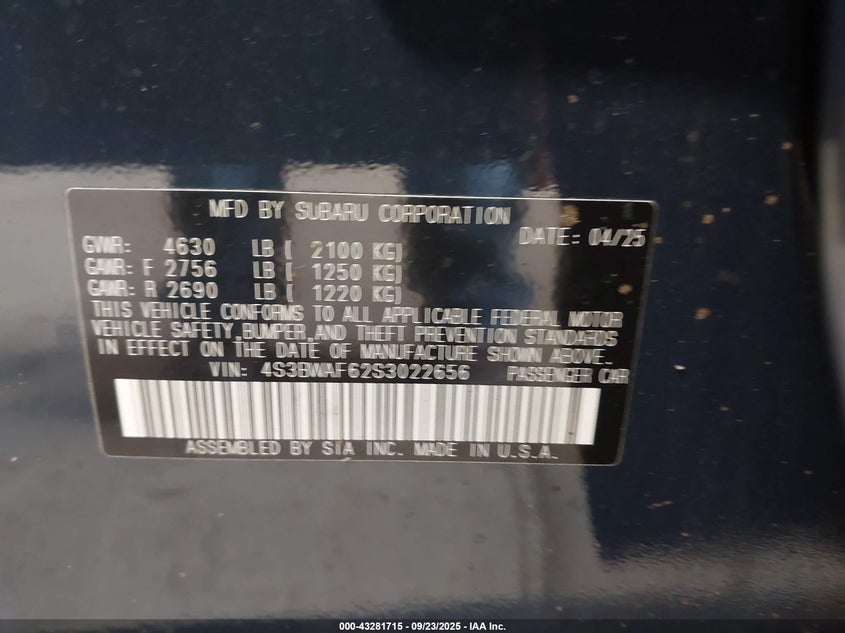 MFD BY SUBARU CORPORATION
DATE: 04/25
GVWR: 4630 LB ( 2100 KG)
GAWR: F 2756 LB ( 1250 KG)
GAWR: R 2690 LB ( 1220 KG)
THIS VEHICLE CONFORMS TO ALL APPLICABLE FEDERAL MOTOR
VEHICLE SAFETY,BUMPER,AND THEFT PREVENTION STANDARDS
IN EFFECT ON THE DATE OF MANUFACTURE SHOWN ABOVE.
VIN: 4S3BWAF62S3022656 PASSENGER CAR
ASSEMBLED BY SIA INC. MADE IN U.S.A.
000-43281715 - 09/23/2025 - IAA Inc.